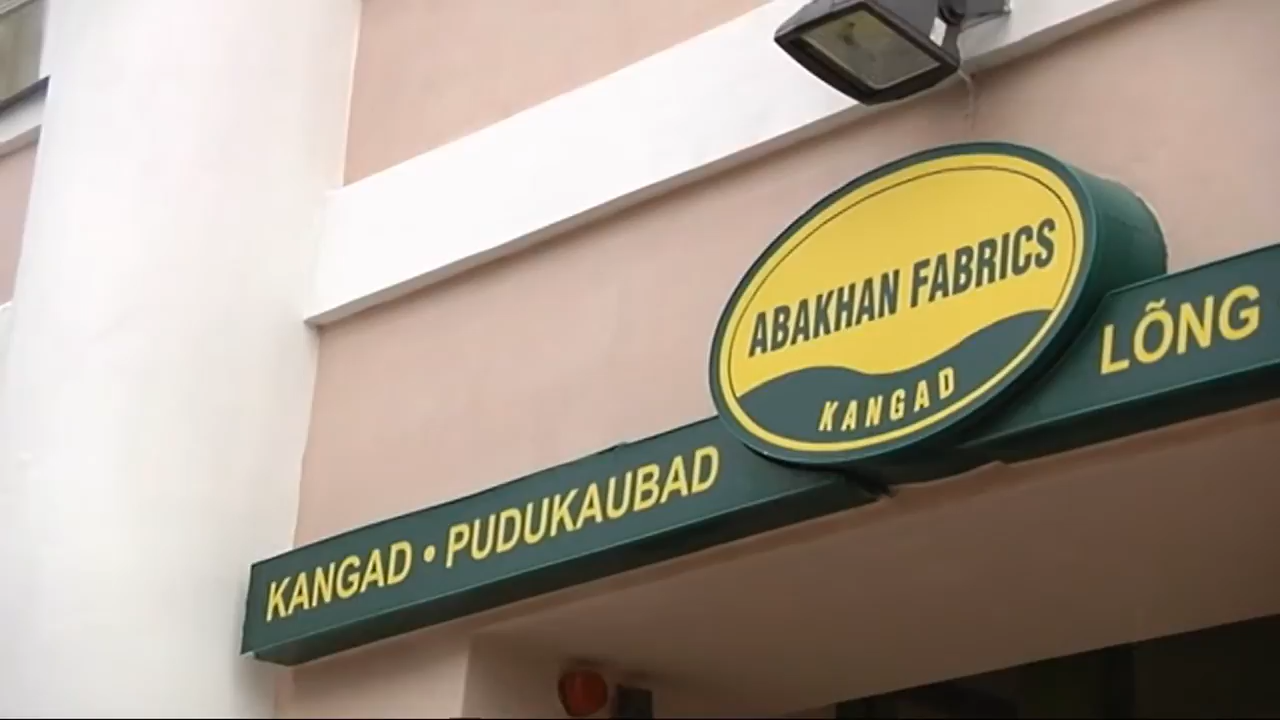 ABAKHAN FABRICS
KANGAD
KANGAD • PUDUKAUBAD
LÕNG